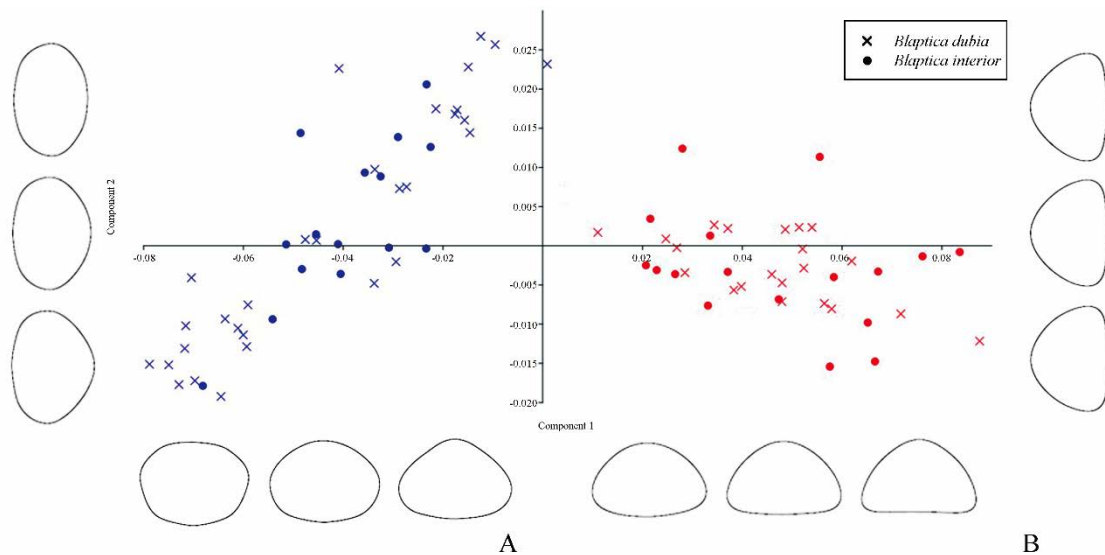 0.025
0.020
0.015
0.010
0.005
-0.005
-0.010
-0.015
-0.020
-0.08 -0.06 -0.04 -0.02 0.02 0.04 0.06 0.08
Component 2
Component 1
Blaptica dubia
Blaptica interior
A B